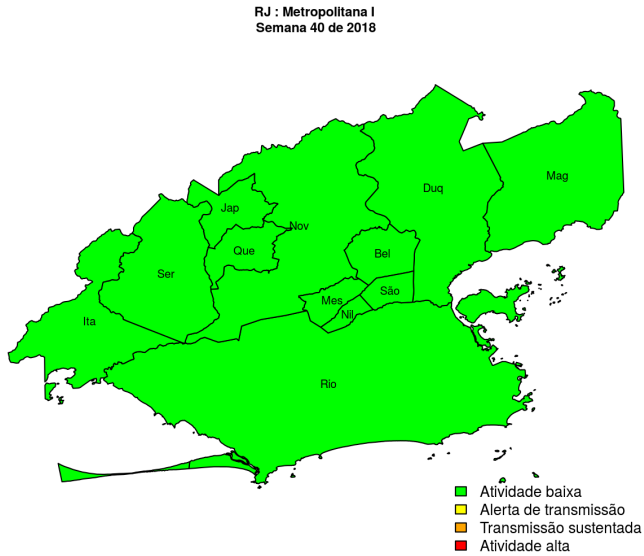 RJ : Metropolitana I
Semana 40 de 2018
Mag
Duq
Jap
Nov
Que
Bel
Ser
São
Mes
Nil
Ita
Rio
Atividade baixa
Alerta de transmissão
Transmissão sustentada
Atividade alta